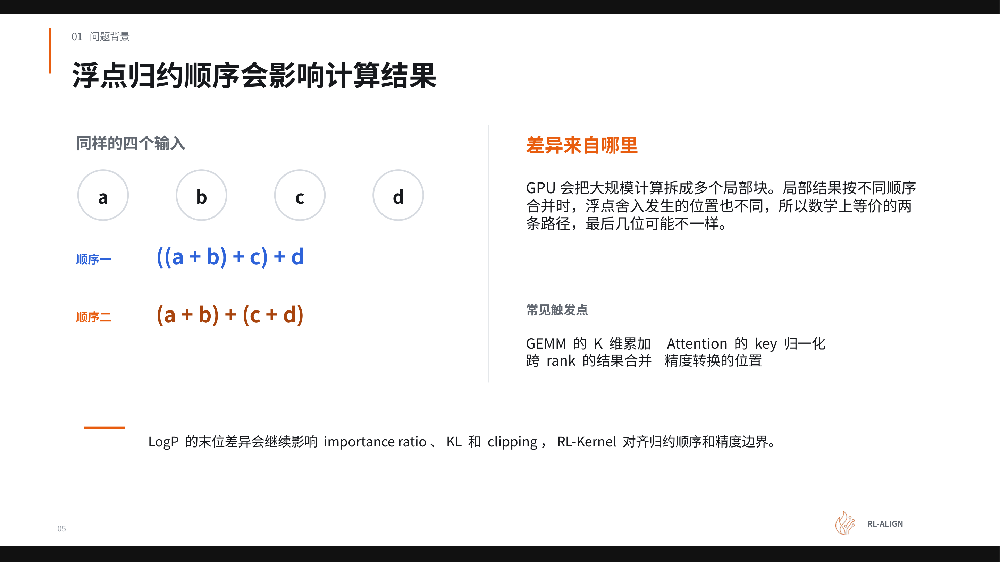 01 问题背景
浮点归约顺序会影响计算结果
同样的四个输入
a b c d
顺序一 ((a + b) + c) + d
顺序二 (a + b) + (c + d)
差异来自哪里
GPU 会把大规模计算拆成多个局部块。局部结果按不同顺序
合并时，浮点舍入发生的位置也不同，所以数学上等价的两
条路径，最后几位可能不一样。
常见触发点
GEMM 的 K 维累加 Attention 的 key 归一化
跨 rank 的结果合并 精度转换的位置
LogP 的末位差异会继续影响 importance ratio 、 KL 和 clipping ， RL-Kernel 对齐归约顺序和精度边界。
05
RL-ALIGN